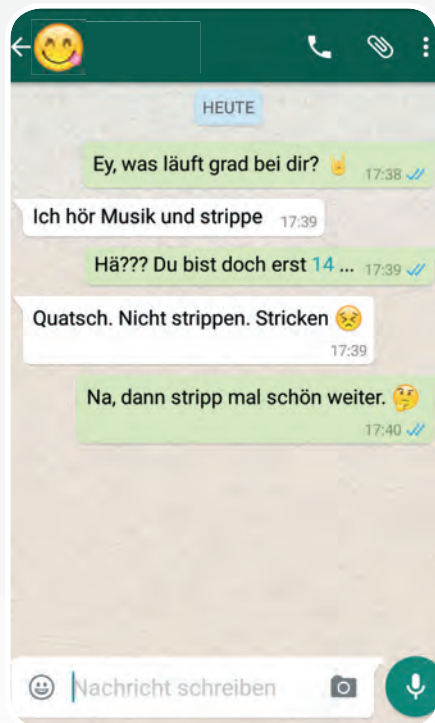 HEUTE
Ey, was läuft grad bei dir? 🤘 17:38
Ich hör Musik und strippe 17:39
Hä??? Du bist doch erst 14 ... 17:39
Quatsch. Nicht strippen. Stricken 😣
17:39
Na, dann stripp mal schön weiter. 🤔
17:40
Nachricht schreiben